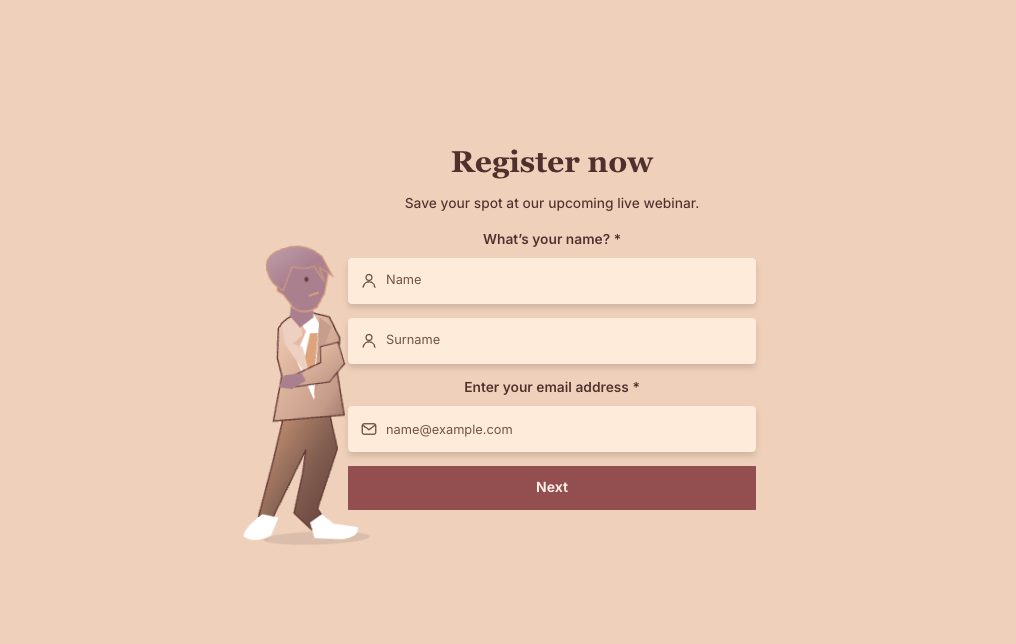 Register now
Save your spot at our upcoming live webinar.
What's your name? *
Name
Surname
Enter your email address *
name@example.com
Next